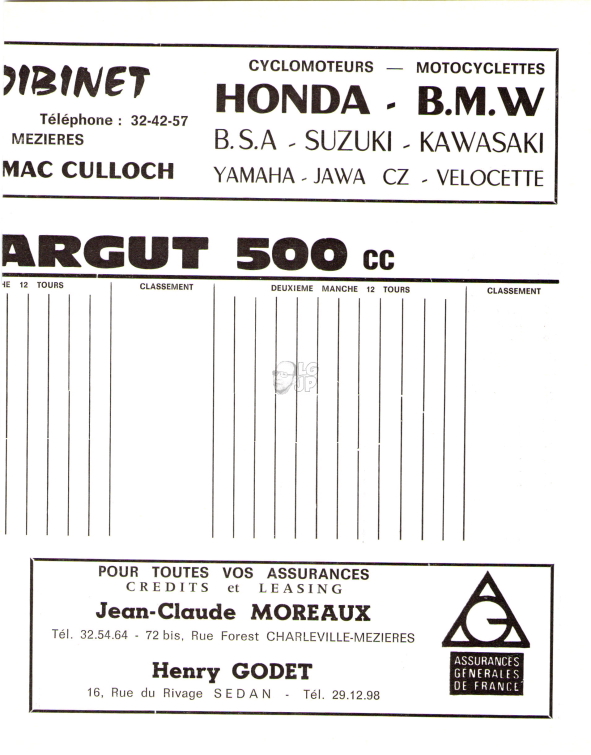 CYCLOMOTEURS — MOTOCYCLETTES
HONDA - B.M.W
Téléphone : 32-42-57
MEZIERES
B.S.A - SUZUKI - KAWASAKI
MAC CULLOCH
YAMAHA - JAWA CZ - VELOCETTE
ARGUT 500 cc
12 TOURS
CLASSEMENT
DEUXIEME MANCHE 12 TOURS
CLASSEMENT
LG
JP
POUR TOUTES VOS ASSURANCES
CREDITS et LEASING
Jean-Claude MOREAUX
Tél. 32.54.64 - 72 bis, Rue Forest CHARLEVILLE-MEZIERES
Henry GODET
16, Rue du Rivage SEDAN - Tél. 29.12.98
AG
ASSURANCES
GENERALES
DE FRANCE